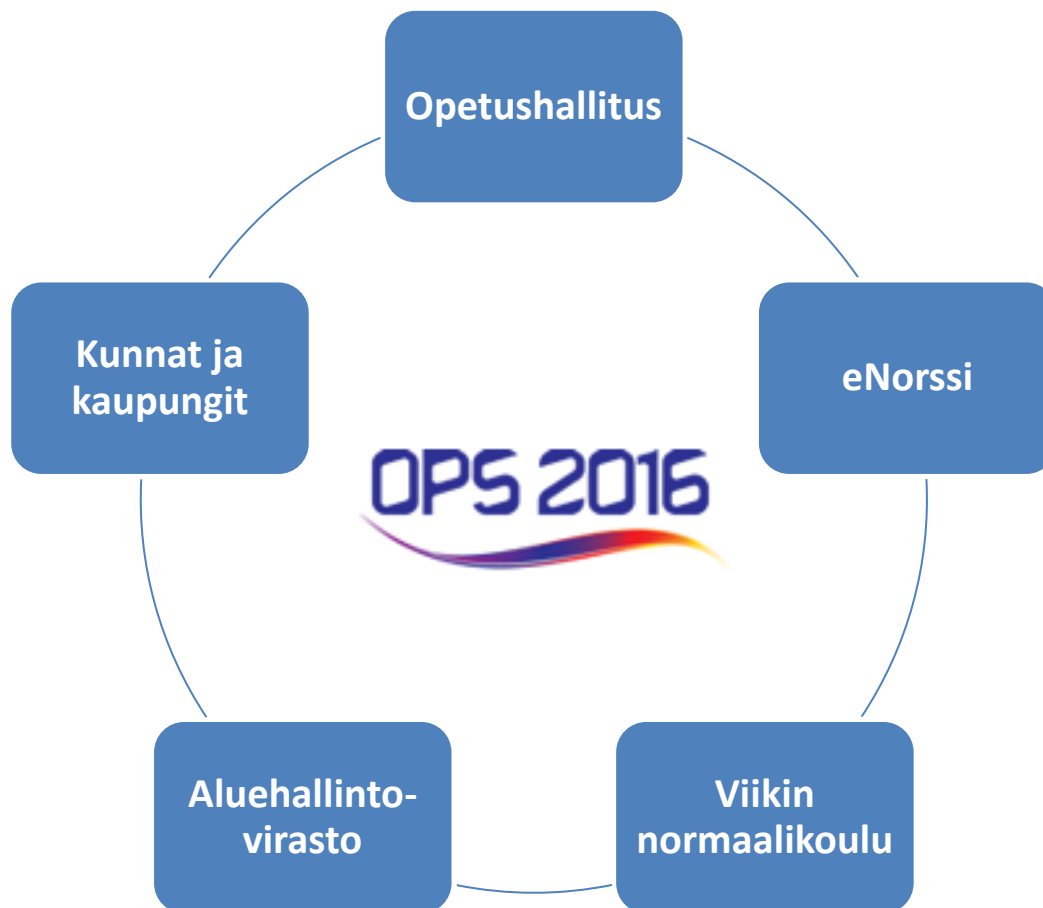 Opetushallitus
Kunnat ja
kaupungit
eNorssi
OPS 2016
Aluehallinto-
virasto
Viikin
normaalikoulu